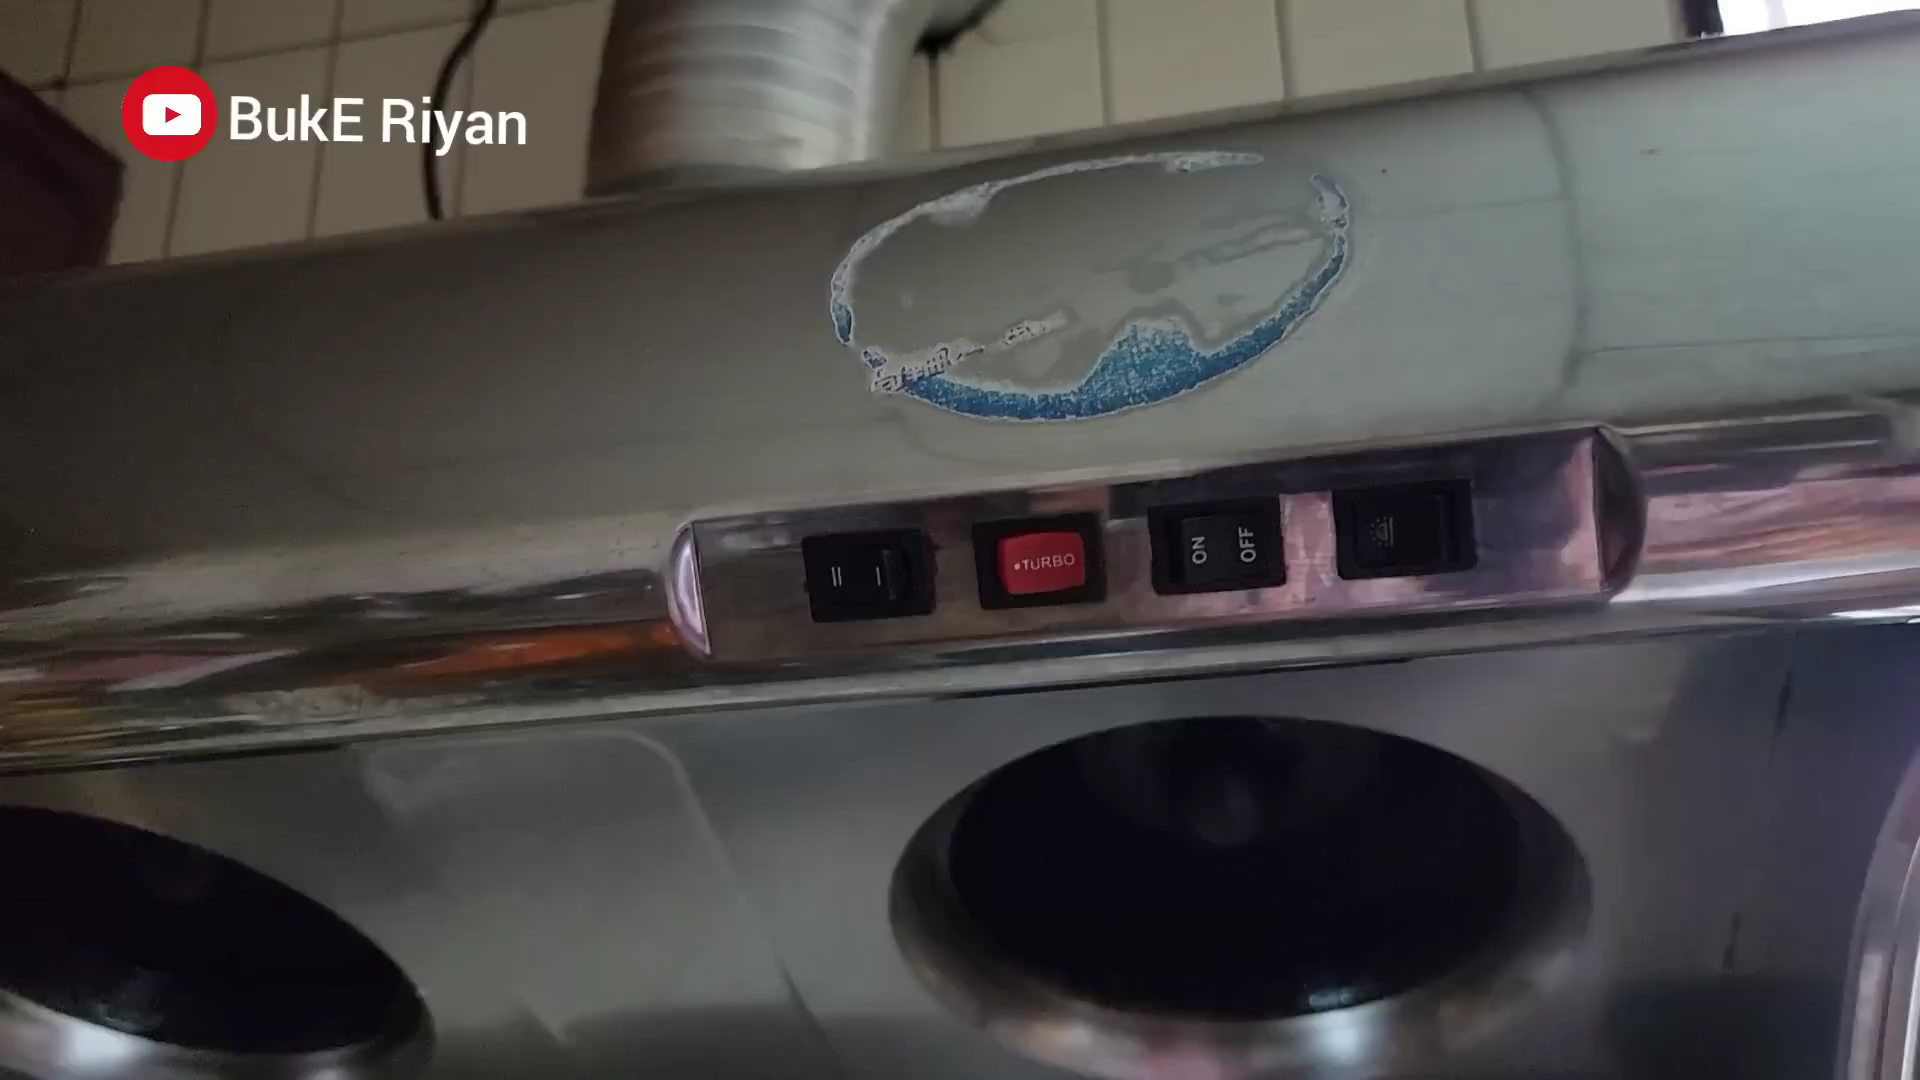 BukE Riyan
II I
•TURBO
ON OFF